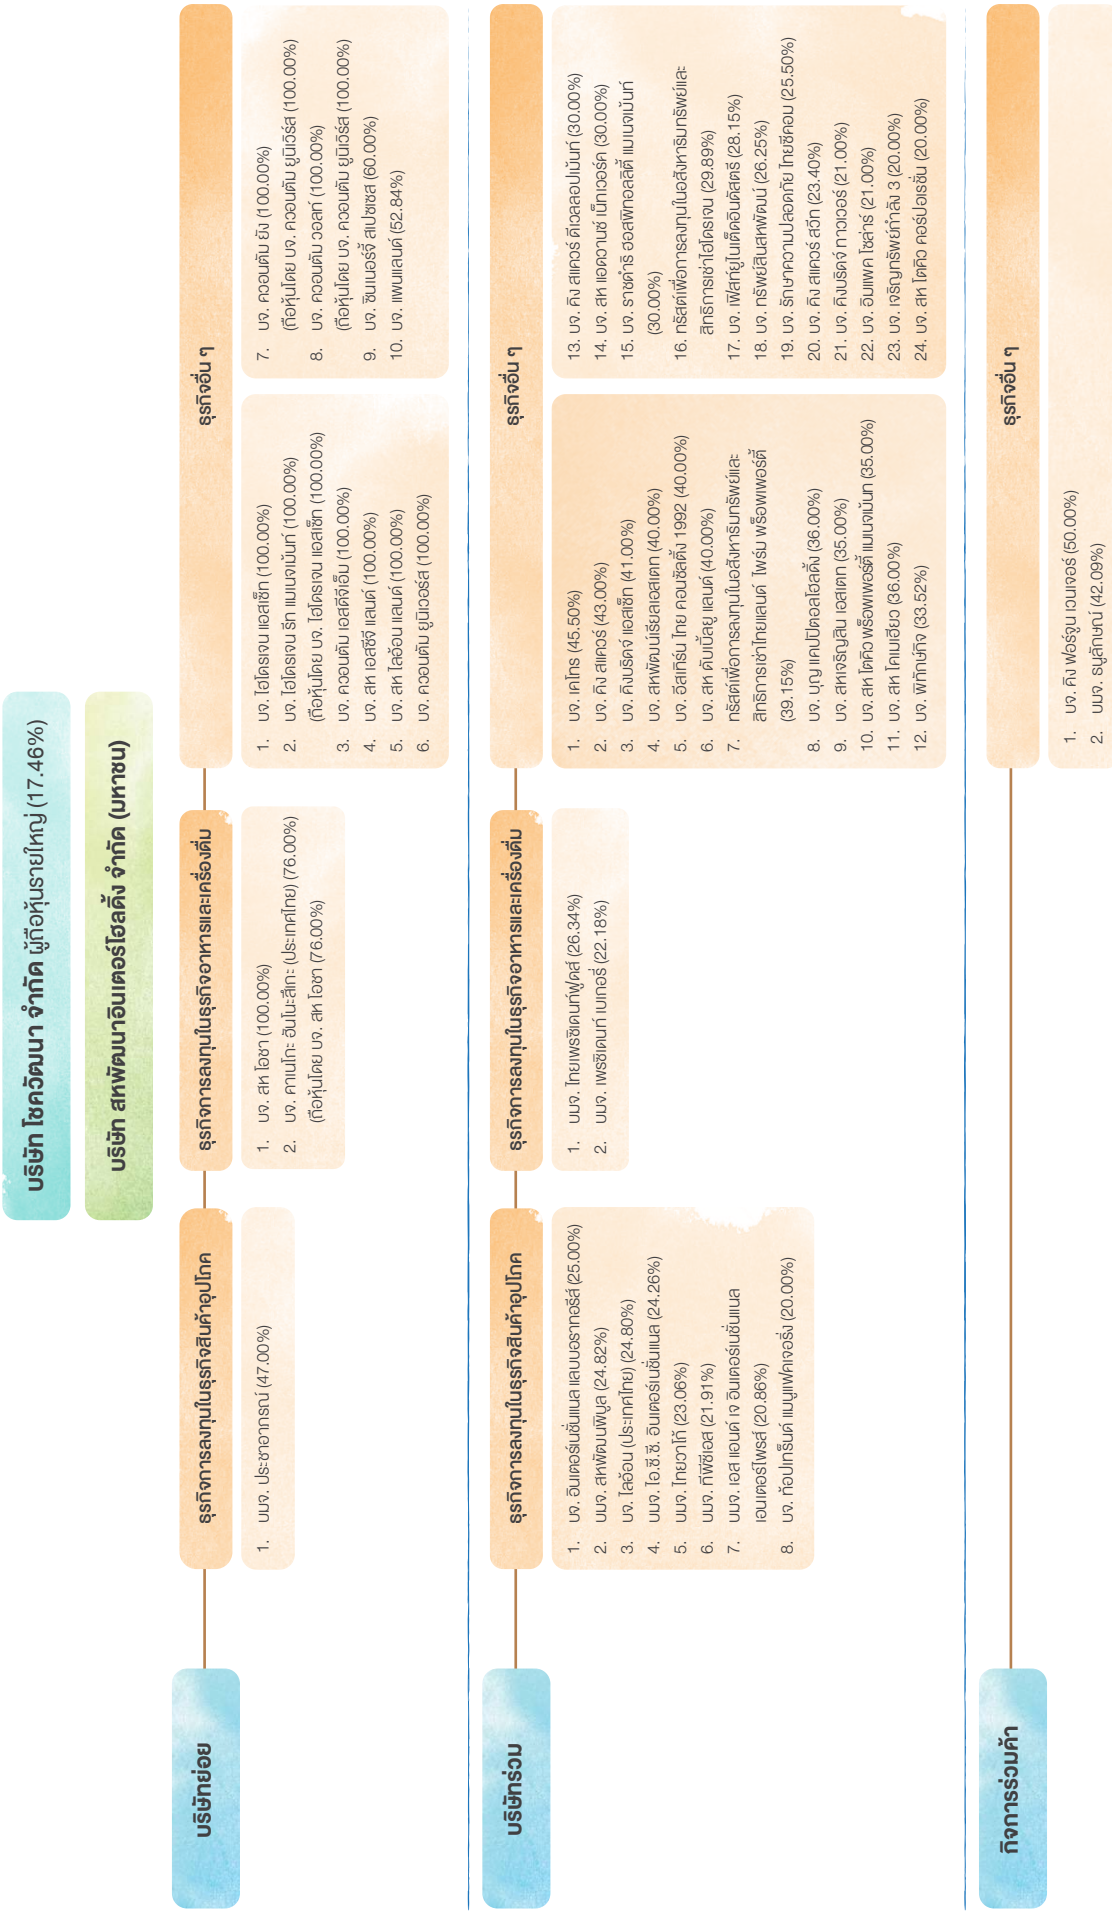 บริษัท โชควัฒนา จำกัด ผู้ถือหุ้นรายใหญ่ (17.46%)
บริษัท สหพัฒนาอินเตอร์โฮลดิ้ง จำกัด (มหาชน)
บริษัทย่อย
ธุรกิจการลงทุนในธุรกิจสินค้าอุปโภค
1. บมจ. ประชาอาภรณ์ (47.00%)
ธุรกิจการลงทุนในธุรกิจอาหารและเครื่องดื่ม
1. บจ. สห โอชา (100.00%)
2. บจ. คาเนโกะ ฮันโนะสึเกะ (ประเทศไทย) (76.00%)
(ถือหุ้นโดย บจ. สห โอชา (76.00%)
ธุรกิจอื่น ๆ
1. บจ. ไฮโดรเจน แอสเซ็ท (100.00%)
2. บจ. ไฮโดรเจน รีท แมเนจเม้นท์ (100.00%)
(ถือหุ้นโดย บจ. ไฮโดรเจน แอสเซ็ท (100.00%)
3. บจ. ควอนตัม เอสดีจีเอ็ม (100.00%)
4. บจ. สห เอสซีจี แลนด์ (100.00%)
5. บจ. สห ไลอ้อน แลนด์ (100.00%)
6. บจ. ควอนตัม ยูนิเวอร์ส (100.00%)
7. บจ. ควอนตัม รัง (100.00%)
(ถือหุ้นโดย บจ. ควอนตัม ยูนิเวิร์ส (100.00%)
8. บจ. ควอนตัม วอลท์ (100.00%)
(ถือหุ้นโดย บจ. ควอนตัม ยูนิเวิร์ส (100.00%)
9. บจ. ซินเนอร์จี้ สเปซเซส (60.00%)
10. บจ. แพนแลนด์ (52.84%)
บริษัทร่วม
ธุรกิจการลงทุนในธุรกิจสินค้าอุปโภค
1. บจ. อินเตอร์เนชั่นแนล แลบบอราทอรีส์ (25.00%)
2. บมจ. สหพัฒนพิบูล (24.82%)
3. บจ. ไลอ้อน (ประเทศไทย) (24.80%)
4. บมจ. ไอ.ซี.ซี. อินเตอร์เนชั่นแนล (24.26%)
5. บมจ. ไทยวาโก้ (23.06%)
6. บมจ. ทีพีซีเอส (21.91%)
7. บมจ. เอส แอนด์ เจ อินเตอร์เนชั่นแนล
เอนเตอร์ไพรส์ (20.86%)
8. บจ. ท้อปเทร็นด์ แมนูแฟคเจอริ่ง (20.00%)
ธุรกิจการลงทุนในธุรกิจอาหารและเครื่องดื่ม
1. บมจ. ไทยเพรซิเดนท์ฟูดส์ (26.34%)
2. บมจ. เพรซิเดนท์ เบเกอรี่ (22.18%)
ธุรกิจอื่น ๆ
1. บจ. เคโทร (45.50%)
2. บจ. คิง สแควร์ (43.00%)
3. บจ. คิงบริดจ์ แอสเซ็ท (41.00%)
4. บจ. สหพัฒน์เรียลเอสเตท (40.00%)
5. บจ. อีสเทิร์น ไทย คอนซัลติ้ง 1992 (40.00%)
6. บจ. สห ดับเบิ้ลยู แลนด์ (40.00%)
7. ทรัสต์เพื่อการลงทุนในอสังหาริมทรัพย์และ
สิทธิการเช่าไทยแลนด์ ไพร์ม พร็อพเพอร์ตี้
(39.15%)
8. บจ. บุญ แคปปิตอลโฮลดิ้ง (36.00%)
9. บจ. สหเจริญสิน เอสเตท (35.00%)
10. บจ. สห โตคิว พร็อพเพอร์ตี้ แมเนจเม้นท (35.00%)
11. บจ. สห โคเมเฮียว (36.00%)
12. บจ. พิทักษ์กิจ (33.52%)
13. บจ. คิง สแควร์ ดีเวลลอปเม้นท์ (30.00%)
14. บจ. สห แอดวานซ์ เน็ทเวอร์ค (30.00%)
15. บจ. ราชดำริ ฮอสพิทอลลิตี้ แมเนจเม้นท์
(30.00%)
16. ทรัสต์เพื่อการลงทุนในอสังหาริมทรัพย์และ
สิทธิการเช่าไฮโดรเจน (29.89%)
17. บจ. เฟิสท์ยูไนเต็ดอินดัสตรี (28.15%)
18. บจ. ทรัพย์สินสหพัฒน์ (26.25%)
19. บจ. รักษาความปลอดภัย ไทยซีคอม (25.50%)
20. บจ. คิง สแควร์ สวีท (23.40%)
21. บจ. คิงบริดจ์ ทาวเวอร์ (21.00%)
22. บจ. อิมแพค โซล่าร์ (21.00%)
23. บจ. เจริญทรัพย์กำลัง 3 (20.00%)
24. บจ. สห โตคิว คอร์ปอเรชั่น (20.00%)
กิจการร่วมค้า
ธุรกิจอื่น ๆ
1. บจ. คิง ฟอร์จูน เวนเจอร์ (50.00%)
2. บมจ. ธนูลักษณ์ (42.09%)